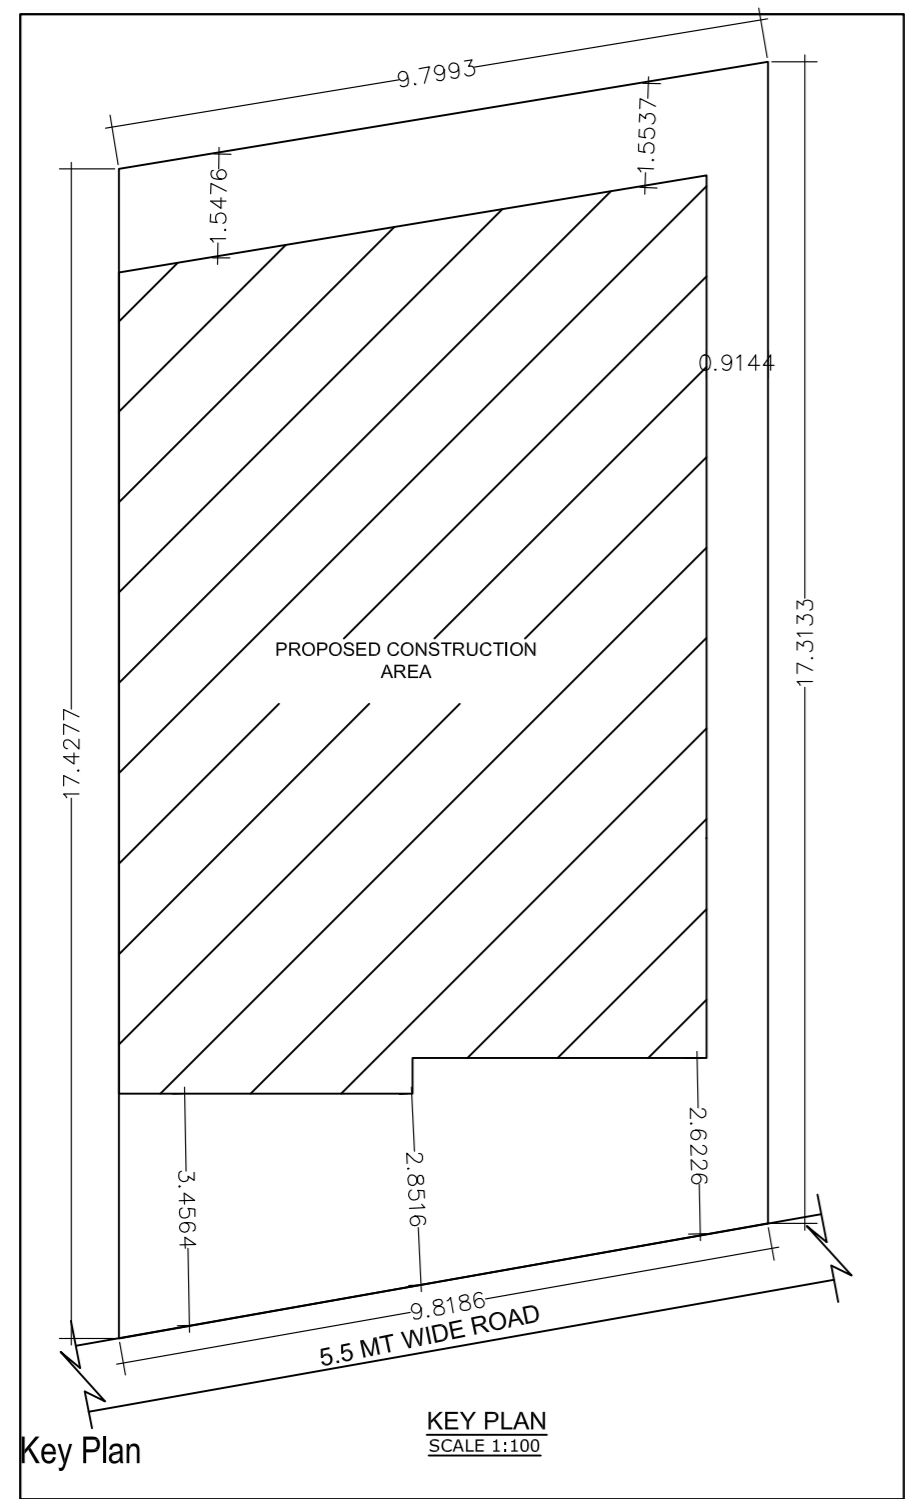 9.7993
1.5537
1.5476
0.9144
17.3133
PROPOSED CONSTRUCTION
AREA
17.4277
2.6226
2.8516
3.4564
9.8186
5.5 MT WIDE ROAD
KEY PLAN
SCALE 1:100
Key Plan